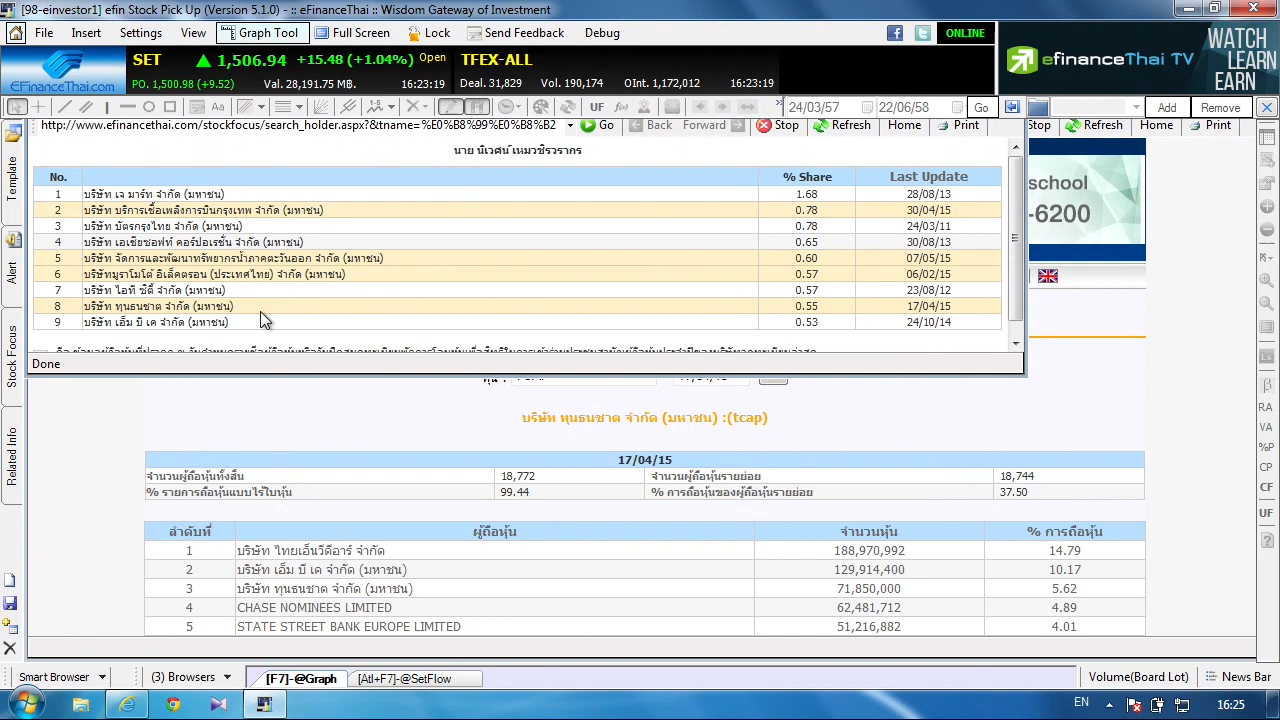 [98-einvestor1] efin Stock Pick Up (Version 5.1.0) - :: eFinanceThai :: Wisdom Gateway of Investment
File Insert Settings View Graph Tool Full Screen Lock Send Feedback Debug ONLINE
WATCH
LEARN
EARN
efinanceThai TV
EFinanceThai.com
SET 1,506.94 +15.48 (+1.04%) Open TFEX-ALL
PO. 1,500.98 (+9.52) Val. 28,191.75 MB. 16:23:19 Deal. 31,829 Vol. 190,174 OInt. 1,172,012 16:23:19
Aa UF f(x) 24/03/57 22/06/58 Go Add Remove
http://www.efinancethai.com/stockfocus/search_holder.aspx?&tname=%E0%B8%99%E0%B8%B2 Go Back Forward Stop Refresh Home Print Stop Refresh Home Print
นาย นิเวศน์ เหมวชิรวรากร
No. % Share Last Update
1 บริษัท เจ มาร์ท จำกัด (มหาชน) 1.68 28/08/13
2 บริษัท บริการเชื้อเพลิงการบินกรุงเทพ จำกัด (มหาชน) 0.78 30/04/15
3 บริษัท บัตรกรุงไทย จำกัด (มหาชน) 0.78 24/03/11
4 บริษัท เอเชียซอฟท์ คอร์ปอเรชั่น จำกัด (มหาชน) 0.65 30/08/13
5 บริษัท จัดการและพัฒนาทรัพยากรน้ำภาคตะวันออก จำกัด (มหาชน) 0.60 07/05/15
6 บริษัทมูราโมโต้ อีเล็คตรอน (ประเทศไทย) จำกัด (มหาชน) 0.57 06/02/15
7 บริษัท ไอที ซิตี้ จำกัด (มหาชน) 0.57 23/08/12
8 บริษัท ทุนธนชาต จำกัด (มหาชน) 0.55 17/04/15
9 บริษัท เอ็ม บี เค จำกัด (มหาชน) 0.53 24/10/14
Done
school
-6200
บริษัท ทุนธนชาต จำกัด (มหาชน) :(tcap)
17/04/15
จำนวนผู้ถือหุ้นทั้งสิ้น 18,772 จำนวนผู้ถือหุ้นรายย่อย 18,744
% รายการถือหุ้นแบบไร้ใบหุ้น 99.44 % การถือหุ้นของผู้ถือหุ้นรายย่อย 37.50
ลำดับที่ ผู้ถือหุ้น จำนวนหุ้น % การถือหุ้น
1 บริษัท ไทยเอ็นวีดีอาร์ จำกัด 188,970,992 14.79
2 บริษัท เอ็ม บี เค จำกัด (มหาชน) 129,914,400 10.17
3 บริษัท ทุนธนชาต จำกัด (มหาชน) 71,850,000 5.62
4 CHASE NOMINEES LIMITED 62,481,712 4.89
5 STATE STREET BANK EUROPE LIMITED 51,216,882 4.01
Template
Alert
Stock Focus
Related Info
Ls
β
RA
VA
%P
CP
CF
UF
Smart Browser (3) Browsers [F7]-@Graph [Atl+F7]-@SetFlow Volume(Board Lot) News Bar
EN 16:25